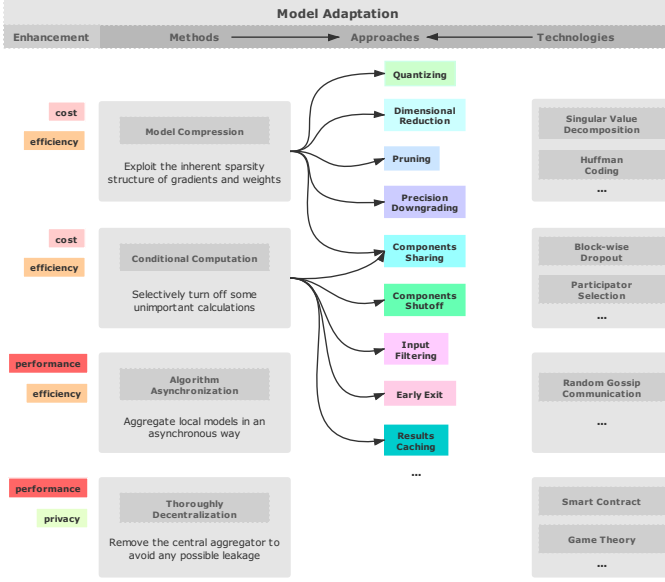 Model Adaptation
Enhancement
Methods
Approaches
Technologies
cost
efficiency
Model Compression
Exploit the inherent sparsity
structure of gradients and weights
cost
efficiency
Conditional Computation
Selectively turn off some
unimportant calculations
performance
efficiency
Algorithm
Asynchronization
Aggregate local models in an
asynchronous way
performance
privacy
Thoroughly
Decentralization
Remove the central aggregator to
avoid any possible leakage
Quantizing
Dimensional
Reduction
Pruning
Precision
Downgrading
Components
Sharing
Components
Shutoff
Input
Filtering
Early Exit
Results
Caching
...
Singular Value
Decomposition
Huffman
Coding
...
Block-wise
Dropout
Participator
Selection
...
Random Gossip
Communication
...
Smart Contract
Game Theory
...